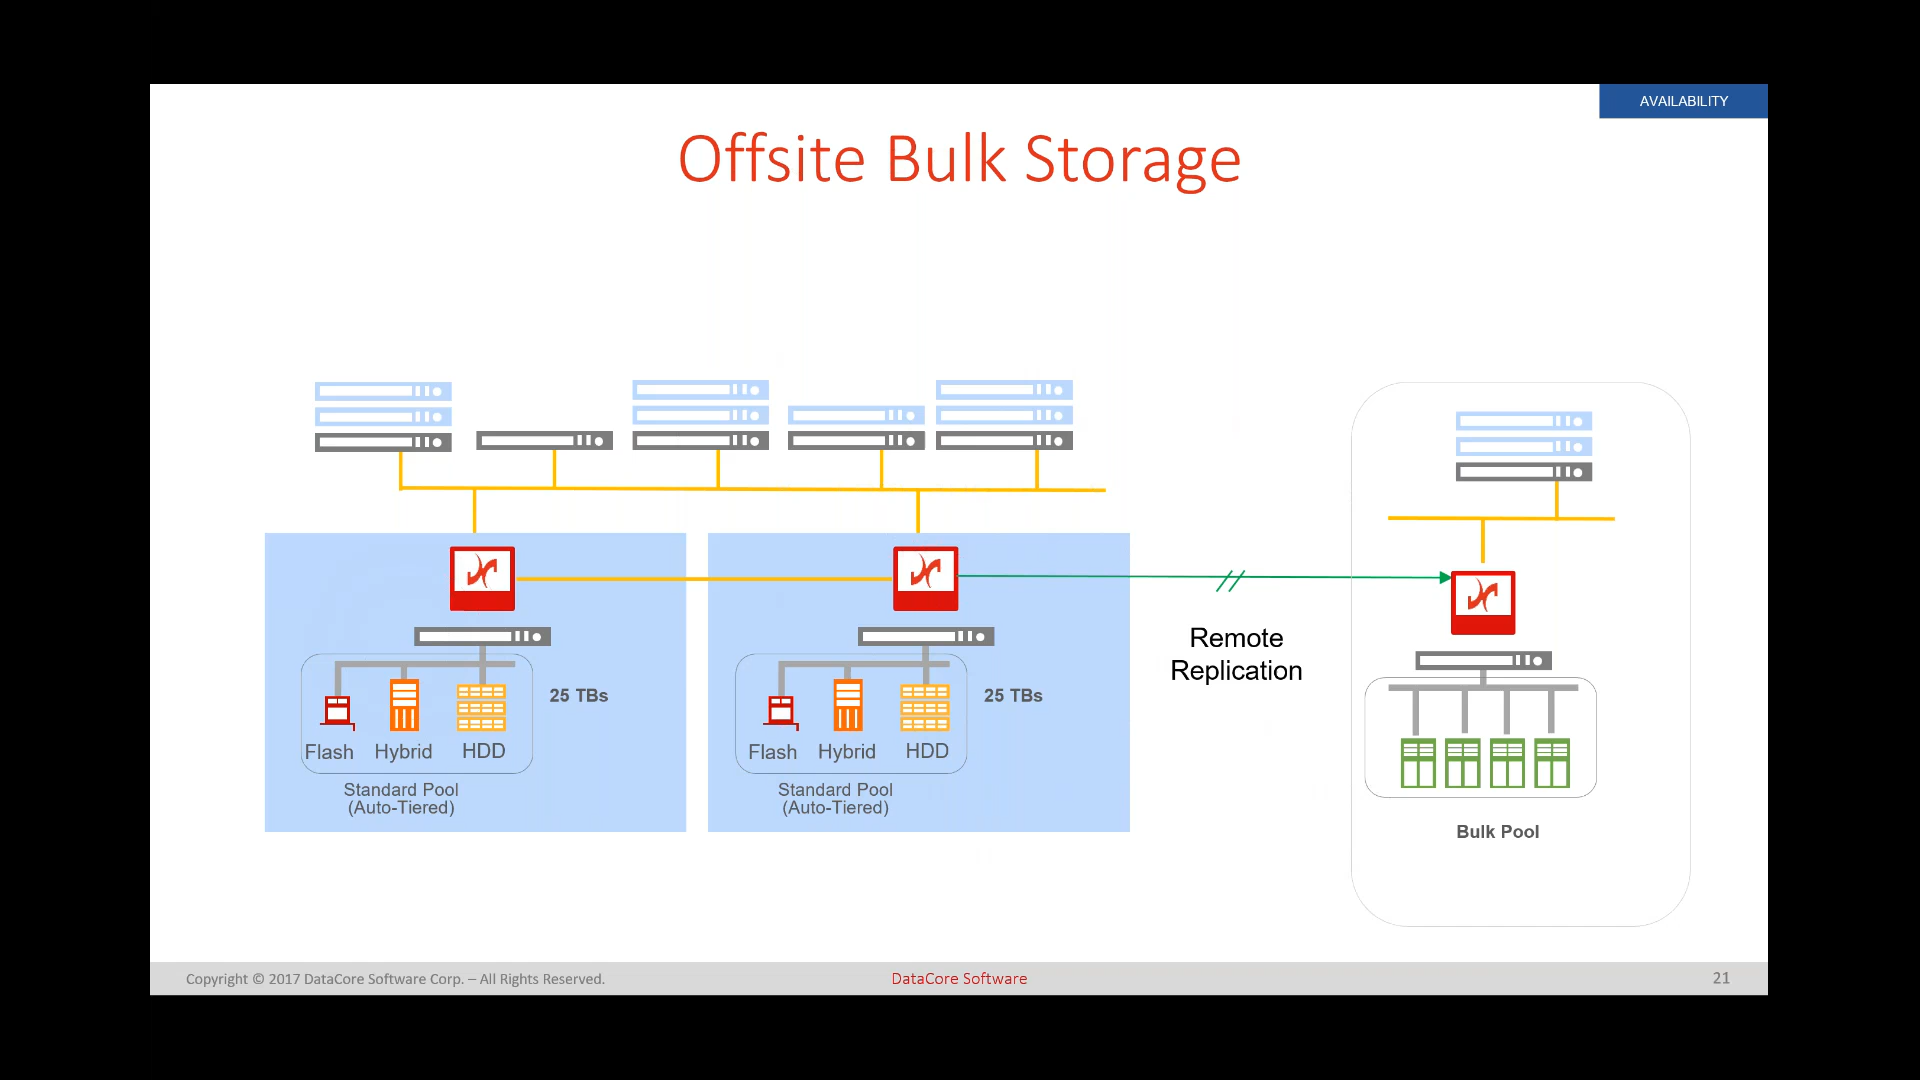 AVAILABILITY
Offsite Bulk Storage
Remote
Replication
25 TBs
Flash Hybrid HDD
Standard Pool
(Auto-Tiered)
25 TBs
Flash Hybrid HDD
Standard Pool
(Auto-Tiered)
Bulk Pool
Copyright © 2017 DataCore Software Corp. – All Rights Reserved.
DataCore Software
21